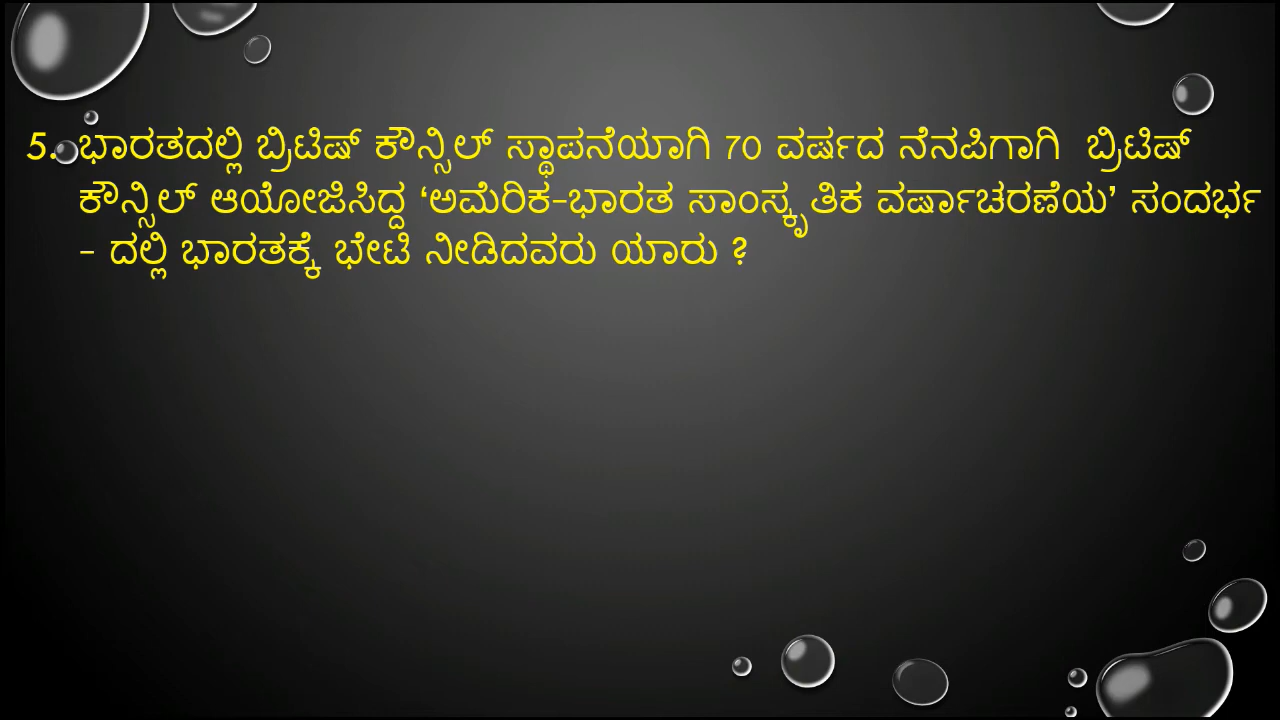 5. ಭಾರತದಲ್ಲಿ ಬ್ರಿಟಿಷ್ ಕೌನ್ಸಿಲ್ ಸ್ಥಾಪನೆಯಾಗಿ 70 ವರ್ಷದ ನೆನಪಿಗಾಗಿ ಬ್ರಿಟಿಷ್
ಕೌನ್ಸಿಲ್ ಆಯೋಜಿಸಿದ್ದ ‘ಅಮೆರಿಕ-ಭಾರತ ಸಾಂಸ್ಕೃತಿಕ ವರ್ಷಾಚರಣೆಯ’ ಸಂದರ್ಭ
- ದಲ್ಲಿ ಭಾರತಕ್ಕೆ ಭೇಟಿ ನೀಡಿದವರು ಯಾರು ?